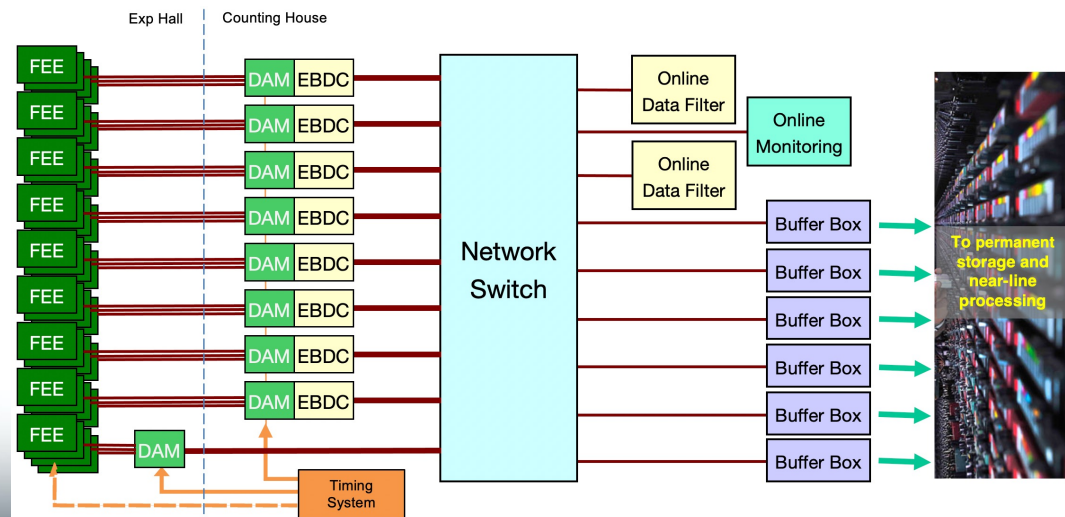 Exp Hall
Counting House
FEE
DAM EBDC
FEE
DAM EBDC
FEE
DAM EBDC
FEE
DAM EBDC
FEE
DAM EBDC
FEE
DAM EBDC
FEE
DAM EBDC
FEE
DAM EBDC
FEE
DAM
Timing
System
Network
Switch
Online
Data Filter
Online
Monitoring
Online
Data Filter
Buffer Box
Buffer Box
Buffer Box
Buffer Box
Buffer Box
Buffer Box
To permanent
storage and
near-line
processing